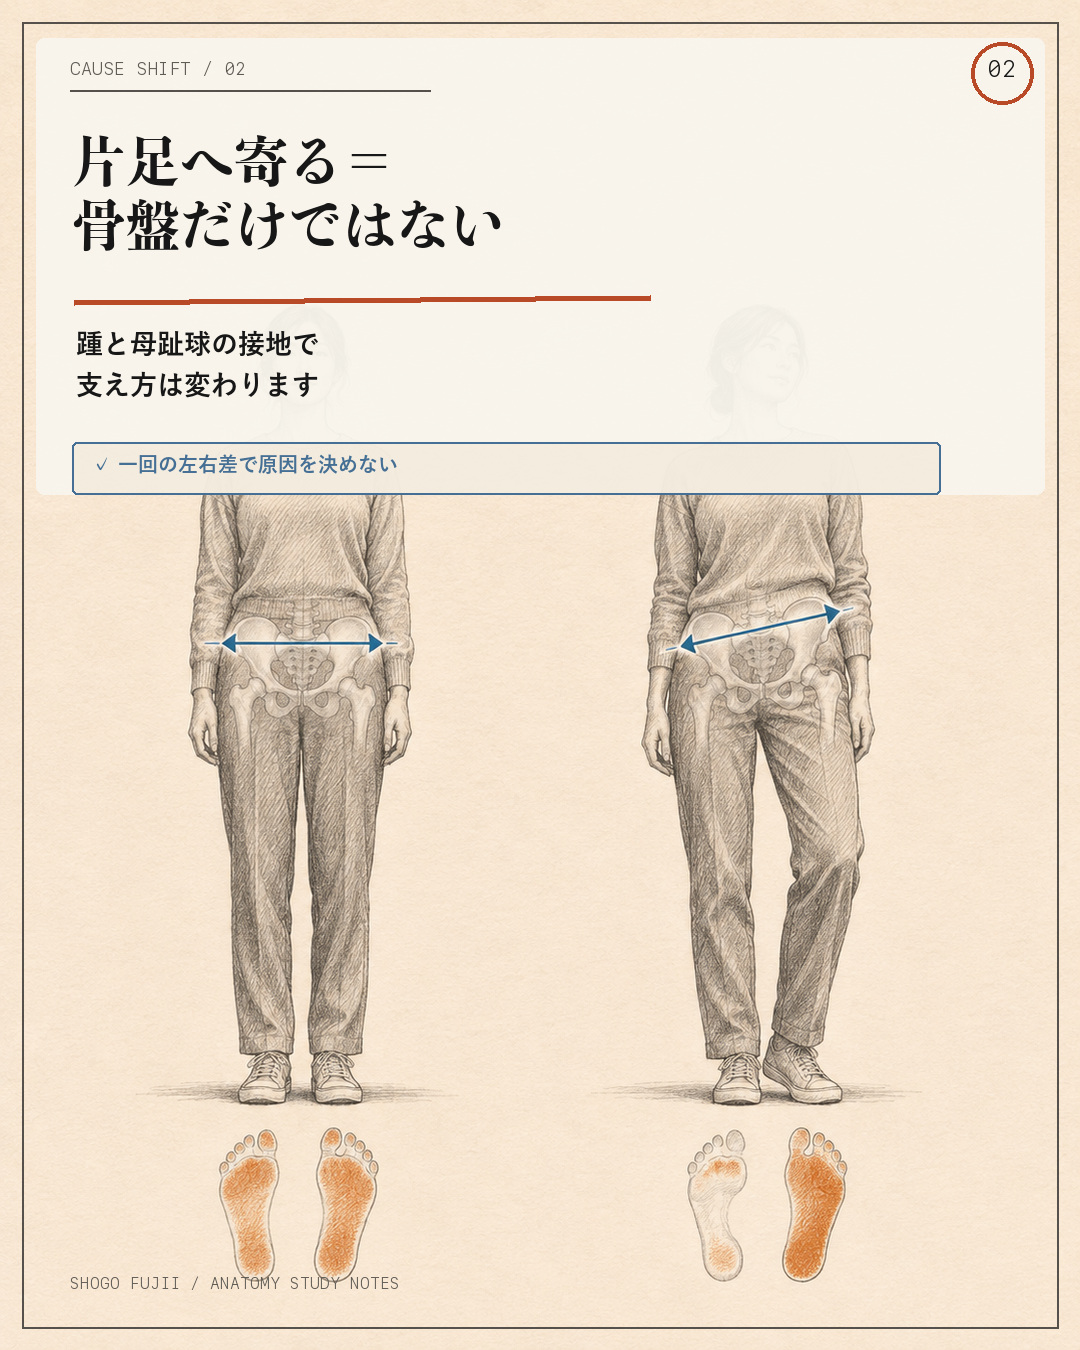 CAUSE SHIFT / 02
02
片足へ寄る＝
骨盤だけではない
踵と母趾球の接地で
支え方は変わります
✓ 一回の左右差で原因を決めない
SHOGO FUJII / ANATOMY STUDY NOTES